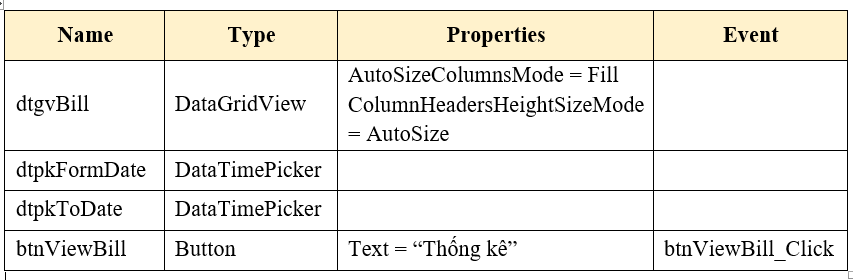 Name Type Properties Event
AutoSizeColumnsMode = Fill
dtgvBill DataGridView ColumnHeadersHeightSizeMode
= AutoSize
dtpkFormDate DataTimePicker
dtpkToDate DataTimePicker
btnViewBill Button Text = “Thống kê” btnViewBill_Click